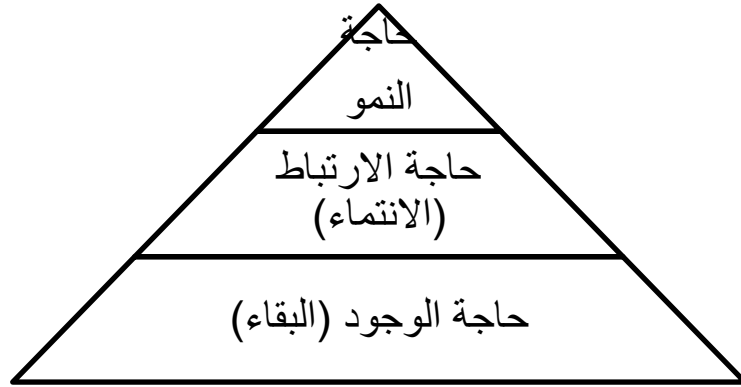 حاجة
النمو
حاجة الارتباط
(الانتماء)
حاجة الوجود (البقاء)